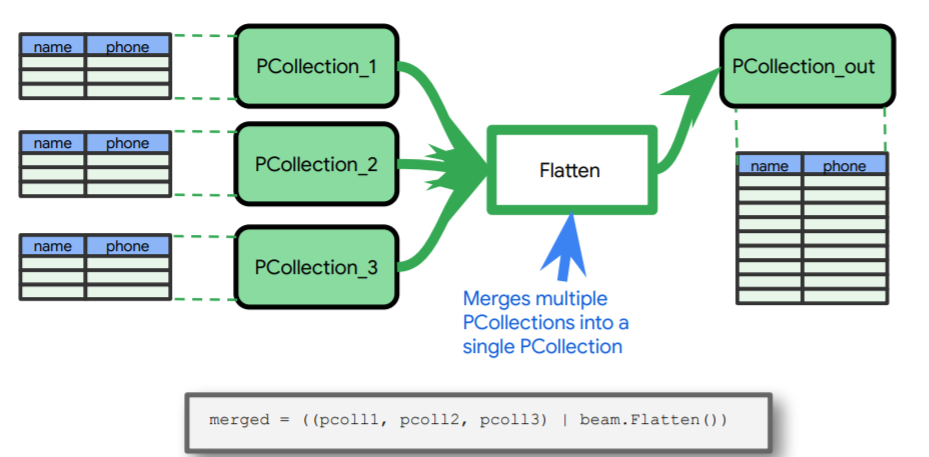 name phone
PCollection_1
PCollection_out
name phone
PCollection_2
Flatten
name phone
name phone
PCollection_3
Merges multiple
PCollections into a
single PCollection
merged = ((pcoll1, pcoll2, pcoll3) | beam.Flatten())